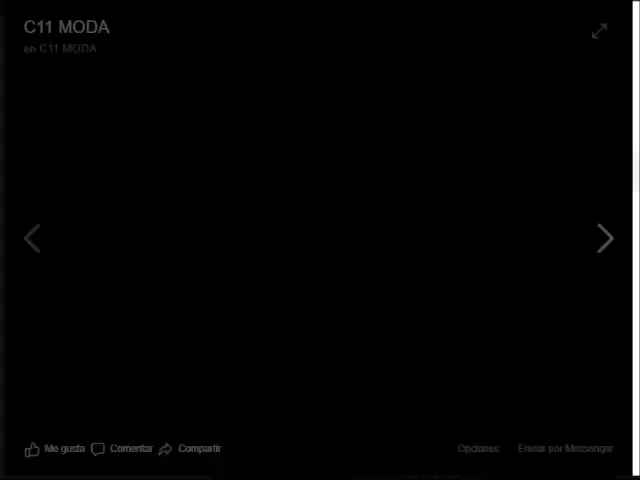 C11 MODA
en C11 MODA
Me gusta Comentar Compartir Opciones Enviar por Messenger